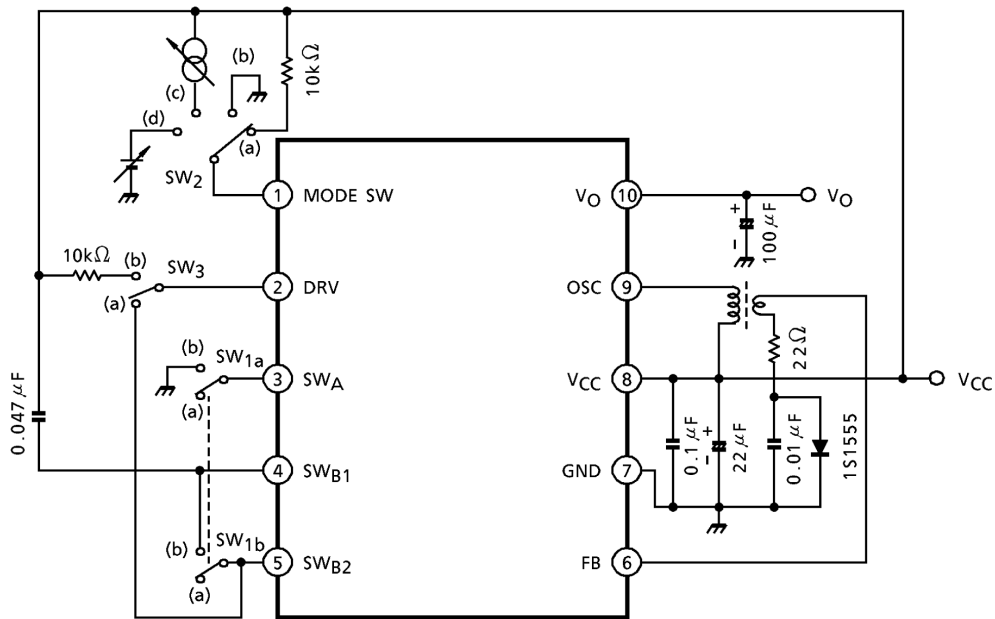 (b)
10kΩ
(c)
(d)
(a)
SW2
1 MODE SW
VO 10
VO
+
-
100μF
10kΩ
(b)
SW3
(a)
2 DRV
OSC 9
22Ω
(b)
SW1a
3 SWA
(a)
VCC 8
VCC
0.047μF
0.1μF
+
-
22μF
0.01μF
1S1555
4 SWB1
GND 7
(b)
SW1b
5 SWB2
(a)
FB 6